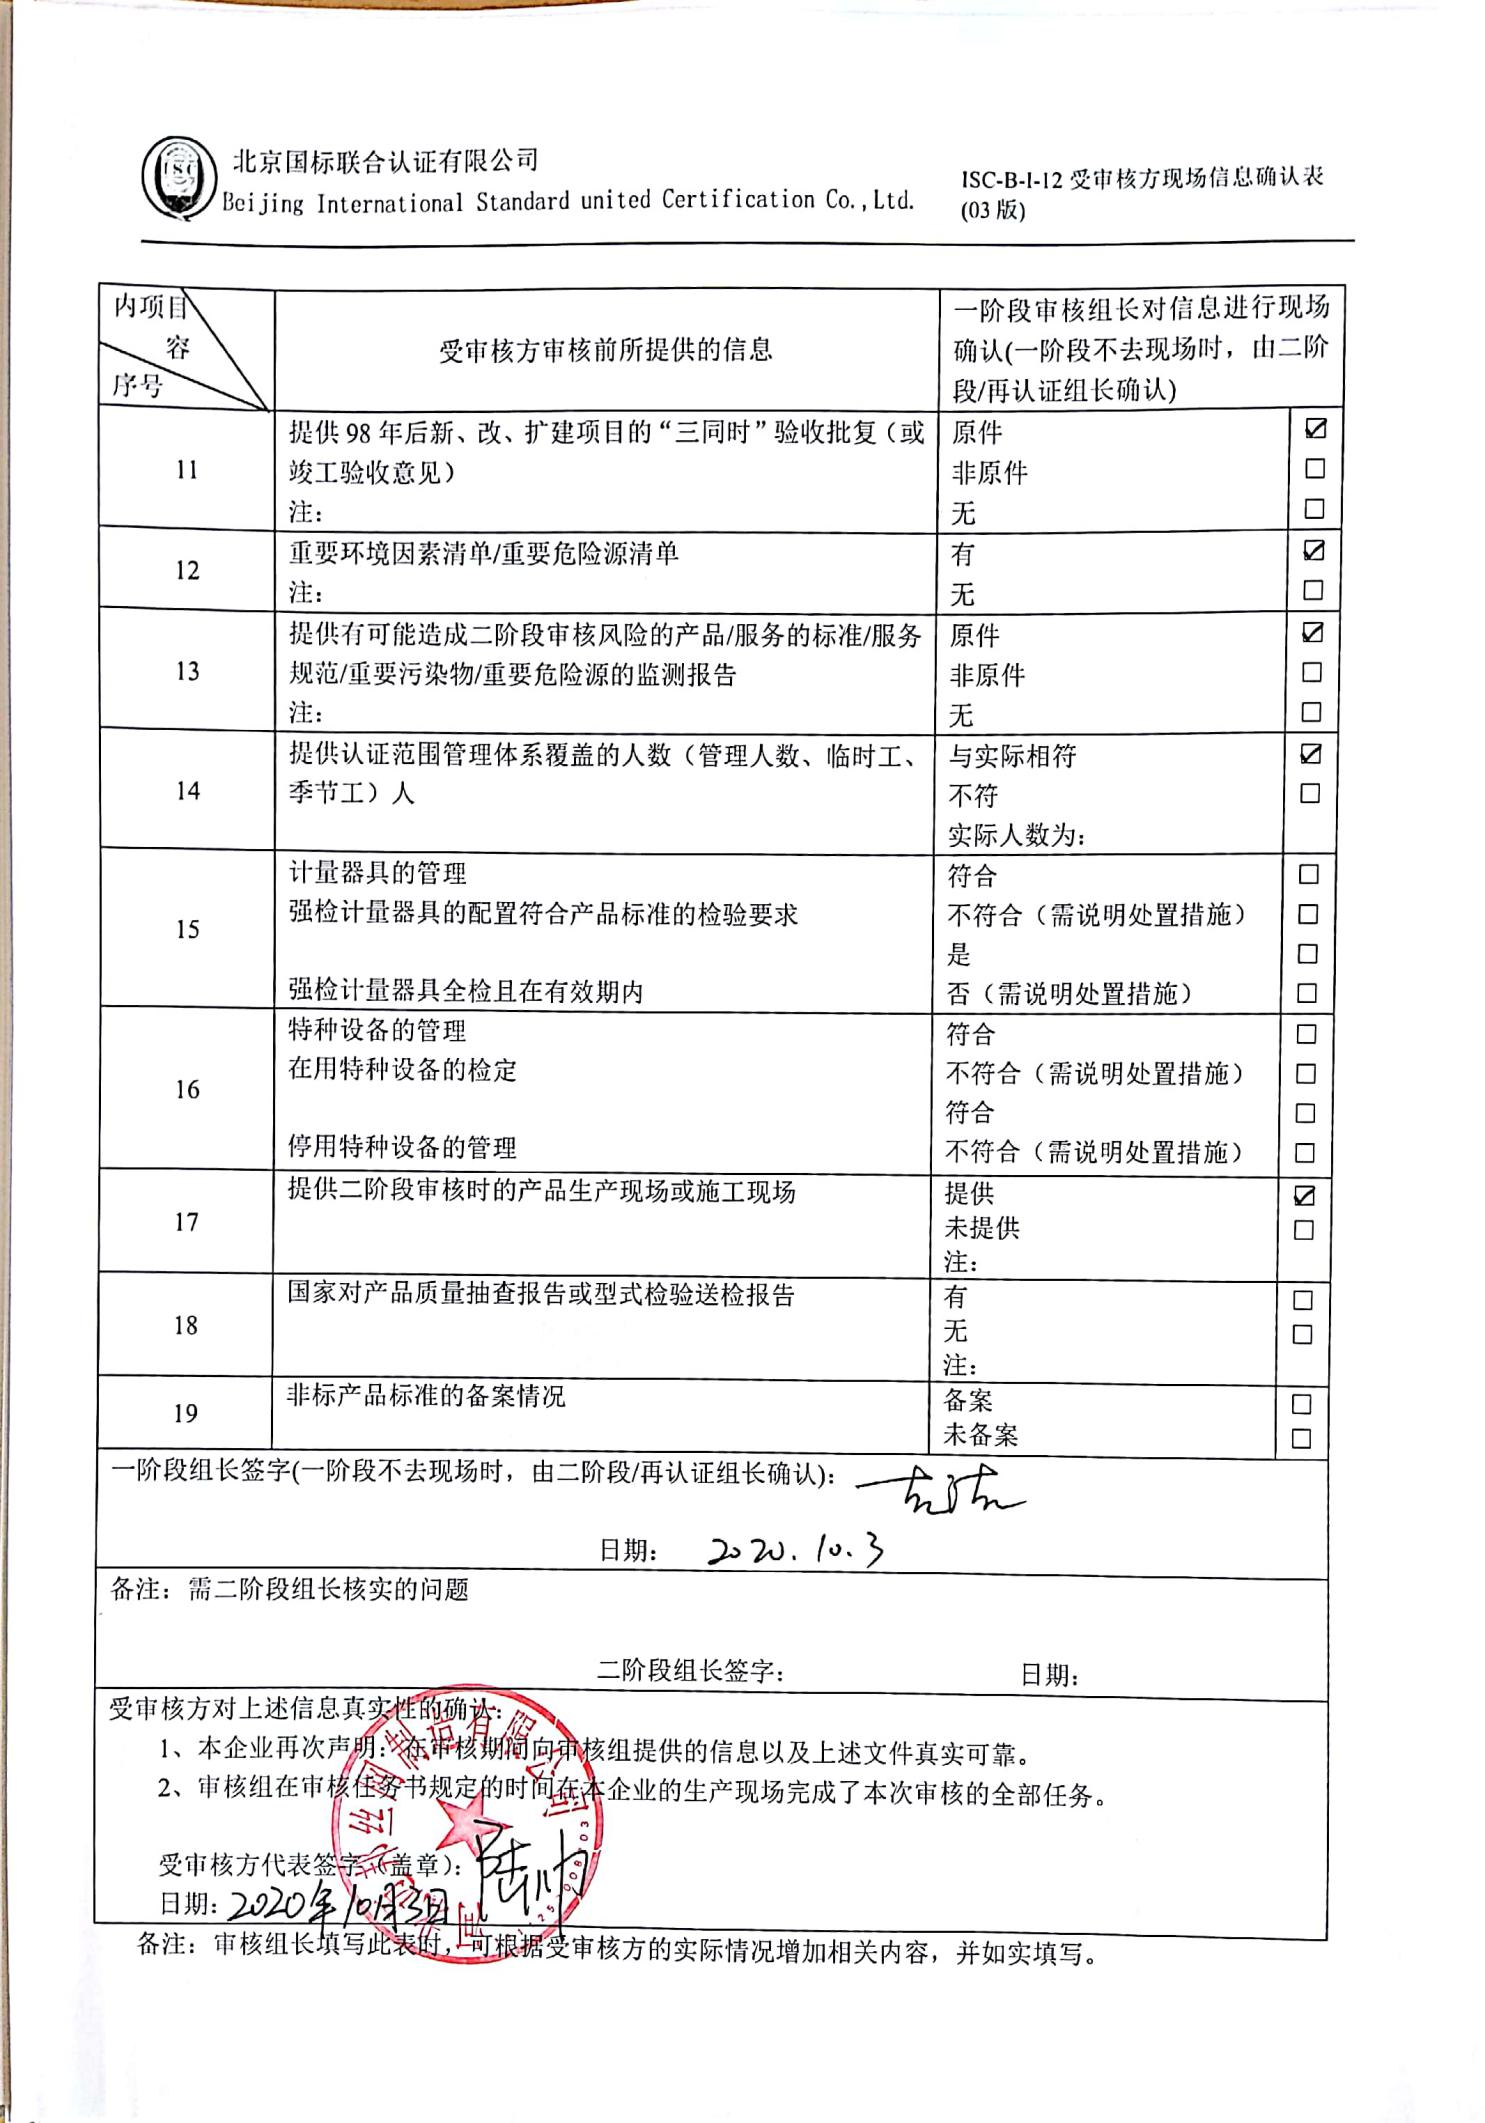 ISC
北京国标联合认证有限公司
Beijing International Standard united Certification Co.,Ltd.
ISC-B-I-12 受审核方现场信息确认表
(03 版)
内项目
容
序号
受审核方审核前所提供的信息
一阶段审核组长对信息进行现场
确认(一阶段不去现场时，由二阶
段/再认证组长确认)
11
提供 98 年后新、改、扩建项目的“三同时”验收批复（或
竣工验收意见）
注：
原件 ☑
非原件 □
无 □
12
重要环境因素清单/重要危险源清单
注：
有 ☑
无 □
13
提供有可能造成二阶段审核风险的产品/服务的标准/服务
规范/重要污染物/重要危险源的监测报告
注：
原件 ☑
非原件 □
无 □
14
提供认证范围管理体系覆盖的人数（管理人数、临时工、
季节工）人
与实际相符 ☑
不符 □
实际人数为：
15
计量器具的管理
强检计量器具的配置符合产品标准的检验要求
强检计量器具全检且在有效期内
符合 □
不符合（需说明处置措施） □
是 □
否（需说明处置措施） □
16
特种设备的管理
在用特种设备的检定
停用特种设备的管理
符合 □
不符合（需说明处置措施） □
符合 □
不符合（需说明处置措施） □
17
提供二阶段审核时的产品生产现场或施工现场
提供 ☑
未提供 □
注：
18
国家对产品质量抽查报告或型式检验送检报告
有 □
无 □
注：
19
非标产品标准的备案情况
备案 □
未备案 □
一阶段组长签字(一阶段不去现场时，由二阶段/再认证组长确认)：
日期： 2020.10.3
备注：需二阶段组长核实的问题
二阶段组长签字： 日期：
受审核方对上述信息真实性的确认：
1、本企业再次声明：在审核期间向审核组提供的信息以及上述文件真实可靠。
2、审核组在审核任务书规定的时间在本企业的生产现场完成了本次审核的全部任务。
受审核方代表签字（盖章）： 陆帅
日期：2020年10月3日
丝网制造有限公司
备注：审核组长填写此表时，可根据受审核方的实际情况增加相关内容，并如实填写。